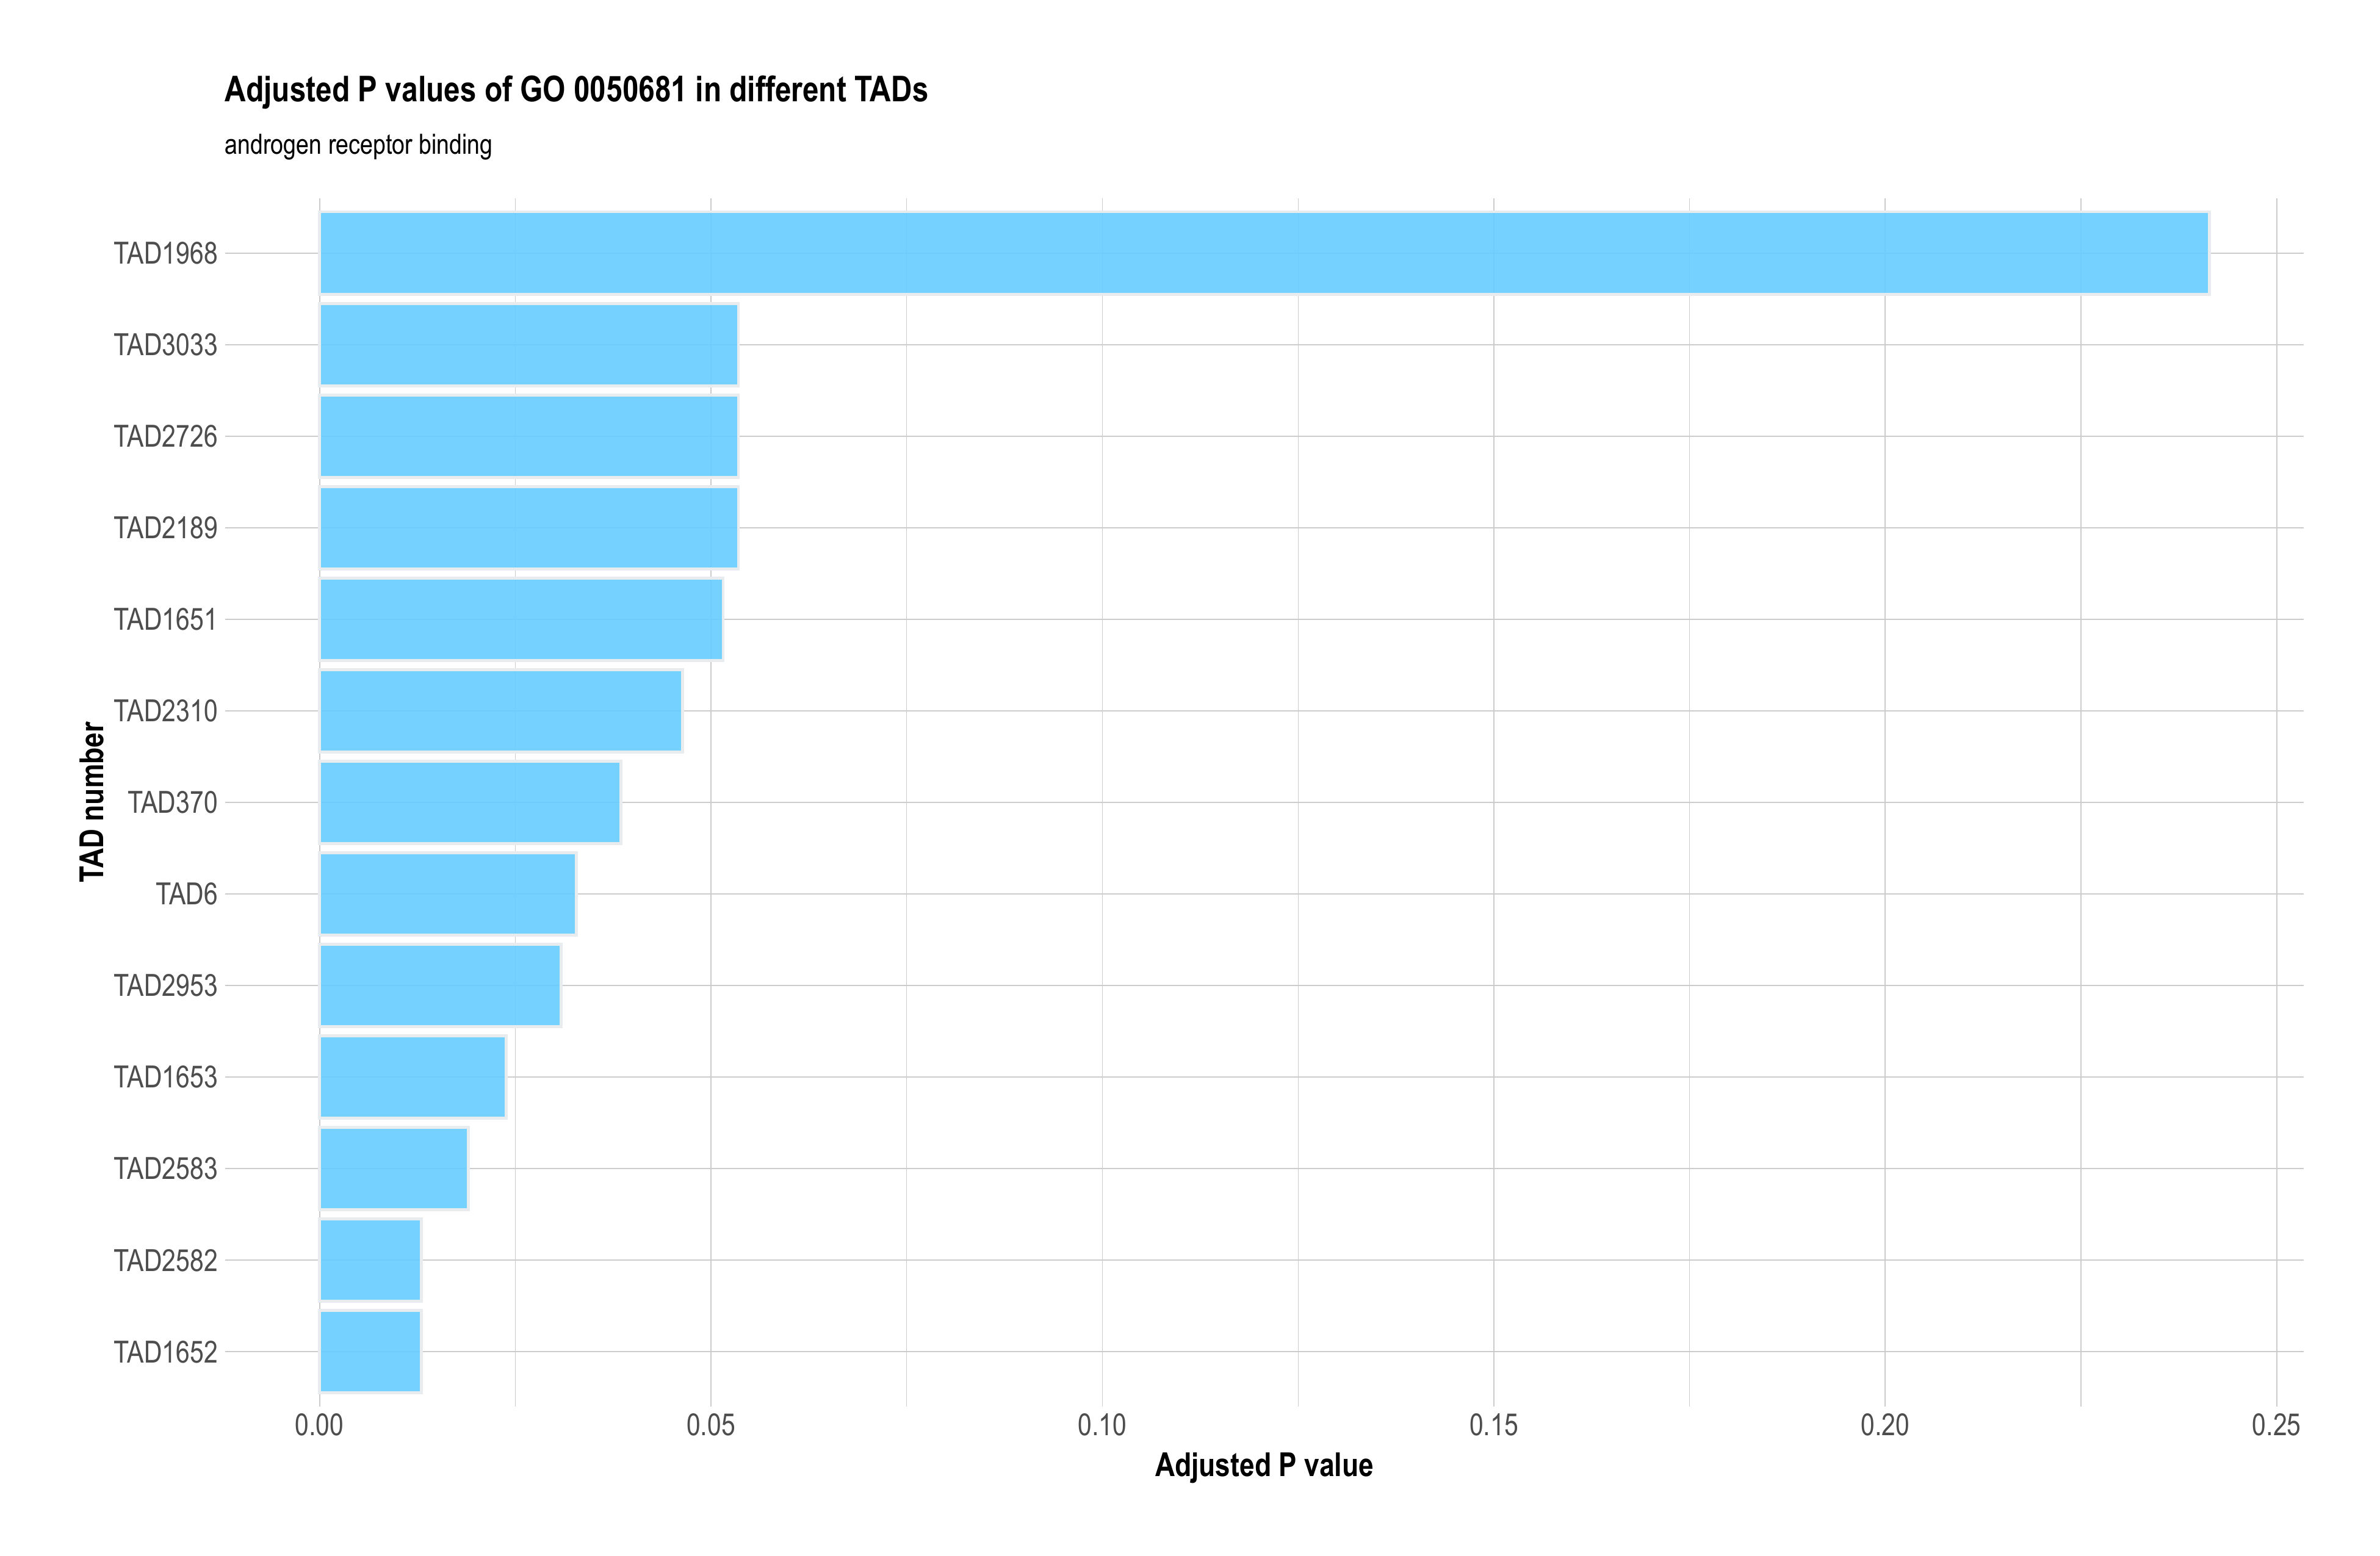 Adjusted P values of GO 0050681 in different TADs
androgen receptor binding
TAD number
TAD1968
TAD3033
TAD2726
TAD2189
TAD1651
TAD2310
TAD370
TAD6
TAD2953
TAD1653
TAD2583
TAD2582
TAD1652
0.00 0.05 0.10 0.15 0.20 0.25
Adjusted P value